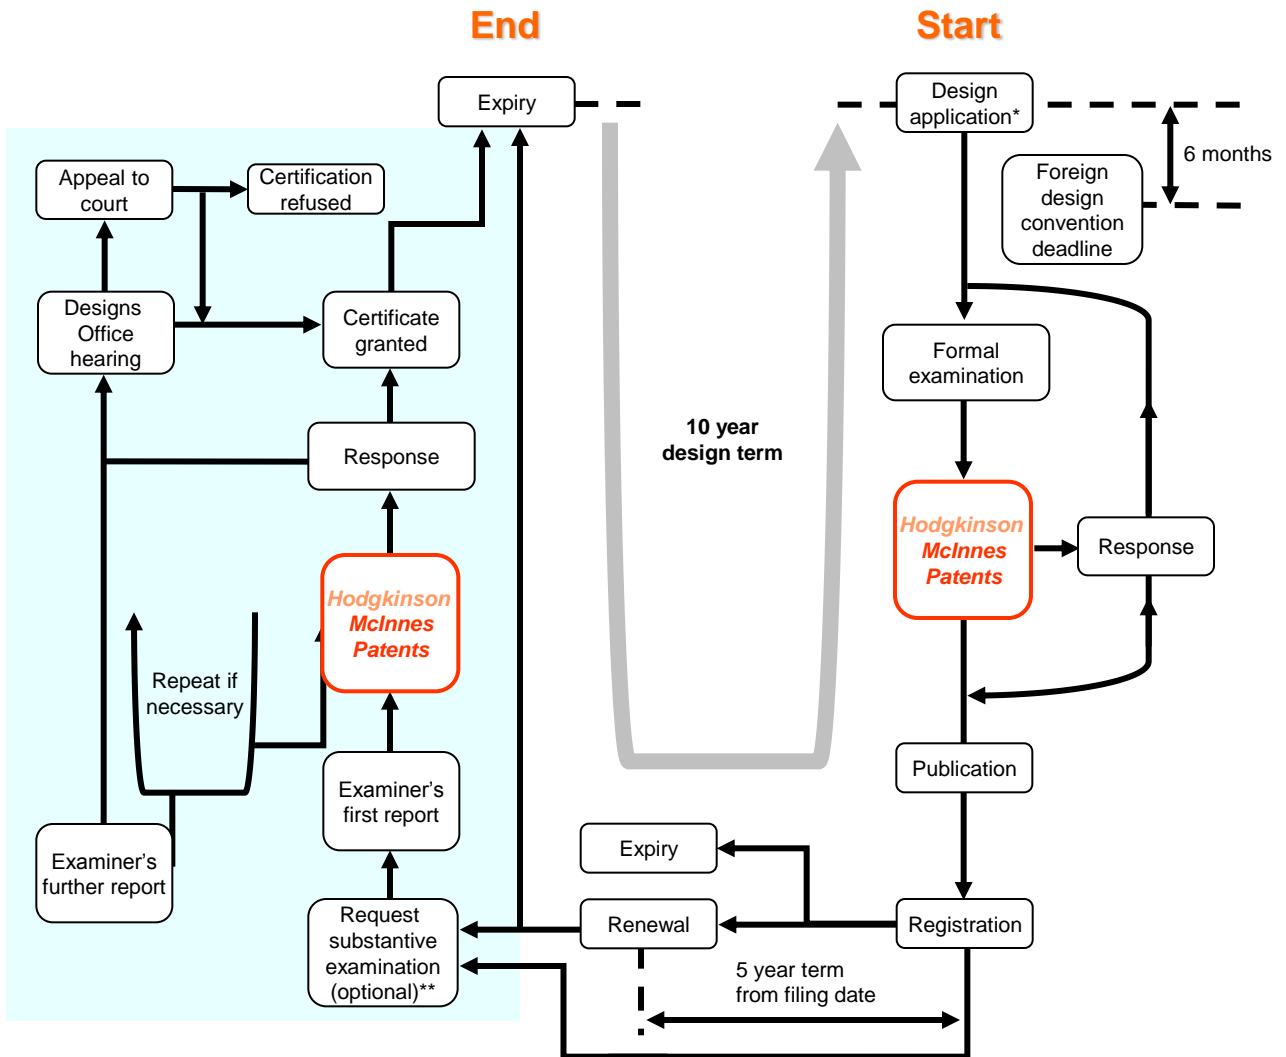 End
Start
Expiry
Design
application*
6 months
Appeal to
court
Certification
refused
Foreign
design
convention
deadline
Designs
Office
hearing
Certificate
granted
Formal
examination
10 year
design term
Response
Hodgkinson
McInnes
Patents
Response
Hodgkinson
McInnes
Patents
Repeat if
necessary
Publication
Examiner's
first report
Expiry
Examiner's
further report
Request
substantive
examination
(optional)**
Renewal
Registration
5 year term
from filing date